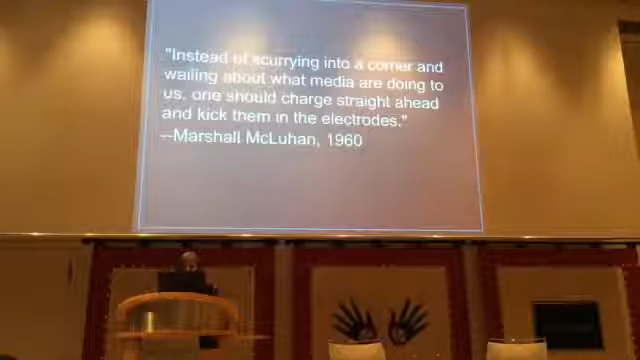 "Instead of scurrying into a corner and
wailing about what media are doing to
us, one should charge straight ahead
and kick them in the electrodes."
--Marshall McLuhan, 1960